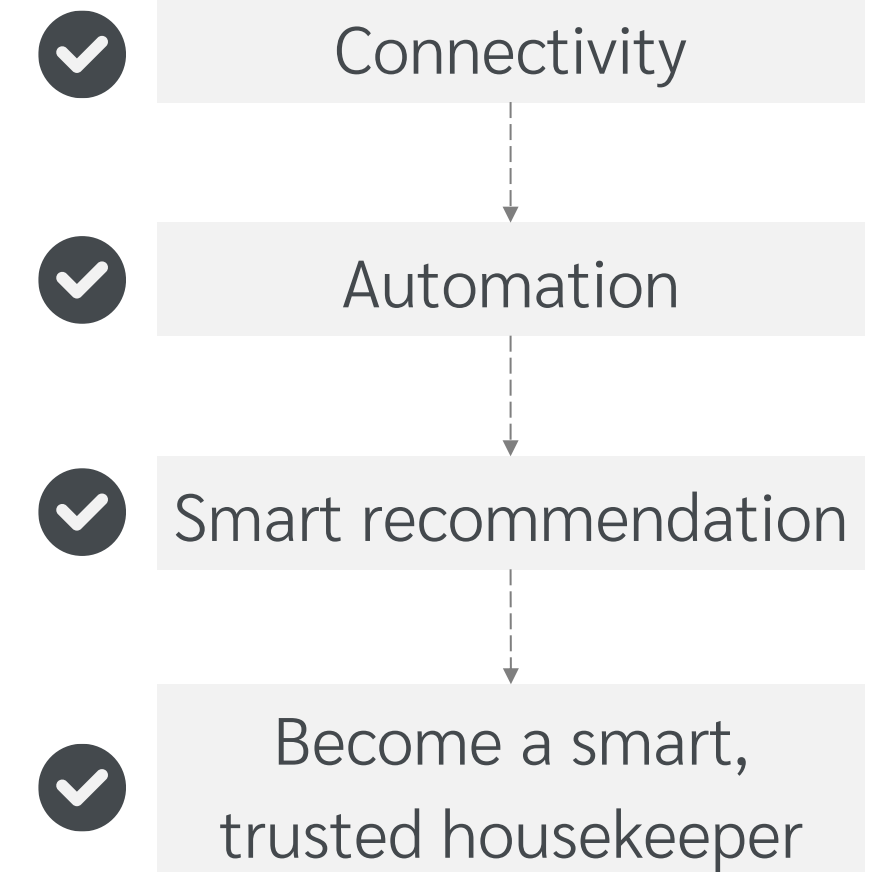 Connectivity
Automation
Smart recommendation
Become a smart,
trusted housekeeper